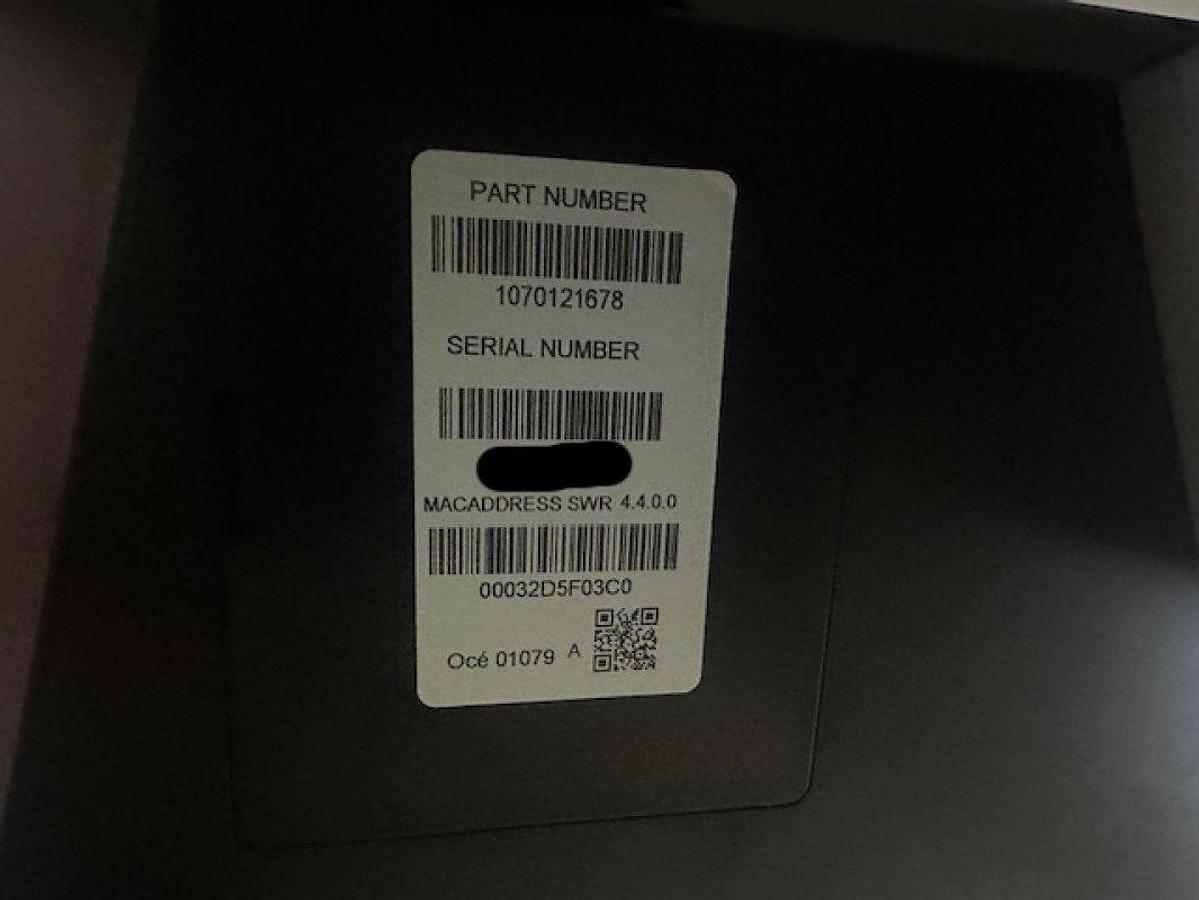 PART NUMBER
1070121678
SERIAL NUMBER
MACADDRESS SWR 4.4.0.0
00032D5F03C0
Océ 01079 A